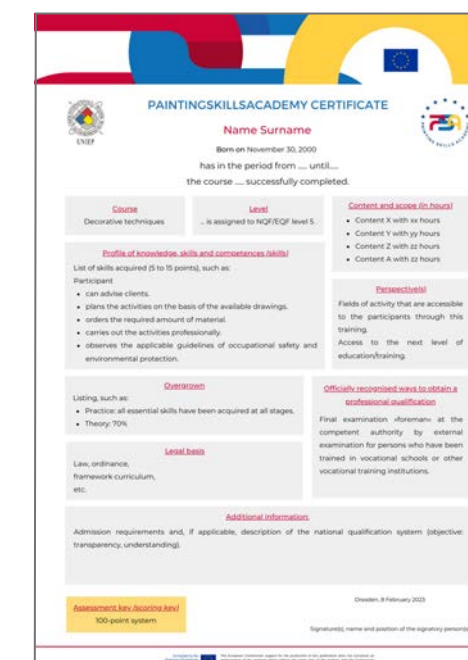 PAINTINGSKILLSACADEMY CERTIFICATE
UNIEP
PSA
PAINTING SKILLS ACADEMY
Name Surname
Born on November 30, 2000
has in the period from ..... until.....
the course ..... successfully completed.
Course
Decorative techniques
Level
... is assigned to NQF/EQF level 5 .
Content and scope (in hours)
• Content X with xx hours
• Content Y with yy hours
• Content Z with zz hours
• Content A with zz hours
Profile of knowledge, skills and competences (skills)
List of skills acquired (5 to 15 points), such as:
Participant
• can advise clients.
• plans the activities on the basis of the available drawings.
• orders the required amount of material.
• carries out the activities professionally.
• observes the applicable guidelines of occupational safety and
environmental protection.
Perspective(s)
Fields of activity that are accessible
to the participants through this
training.
Access to the next level of
education/training.
Overgrown
Listing, such as:
• Practice: all essential skills have been acquired at all stages.
• Theory: 70%
Officially recognised ways to obtain a
professional qualification
Final examination »foreman« at the
competent authority by external
examination for persons who have been
trained in vocational schools or other
vocational training institutions.
Legal basis
Law, ordinance,
framework curriculum,
etc.
Additional information:
Admission requirements and, if applicable, description of the national qualification system (objective:
transparency, understanding).
Assessment key (scoring key)
100-point system
Dresden, 8 February 2023
Signature(s), name and position of the signatory person(s)